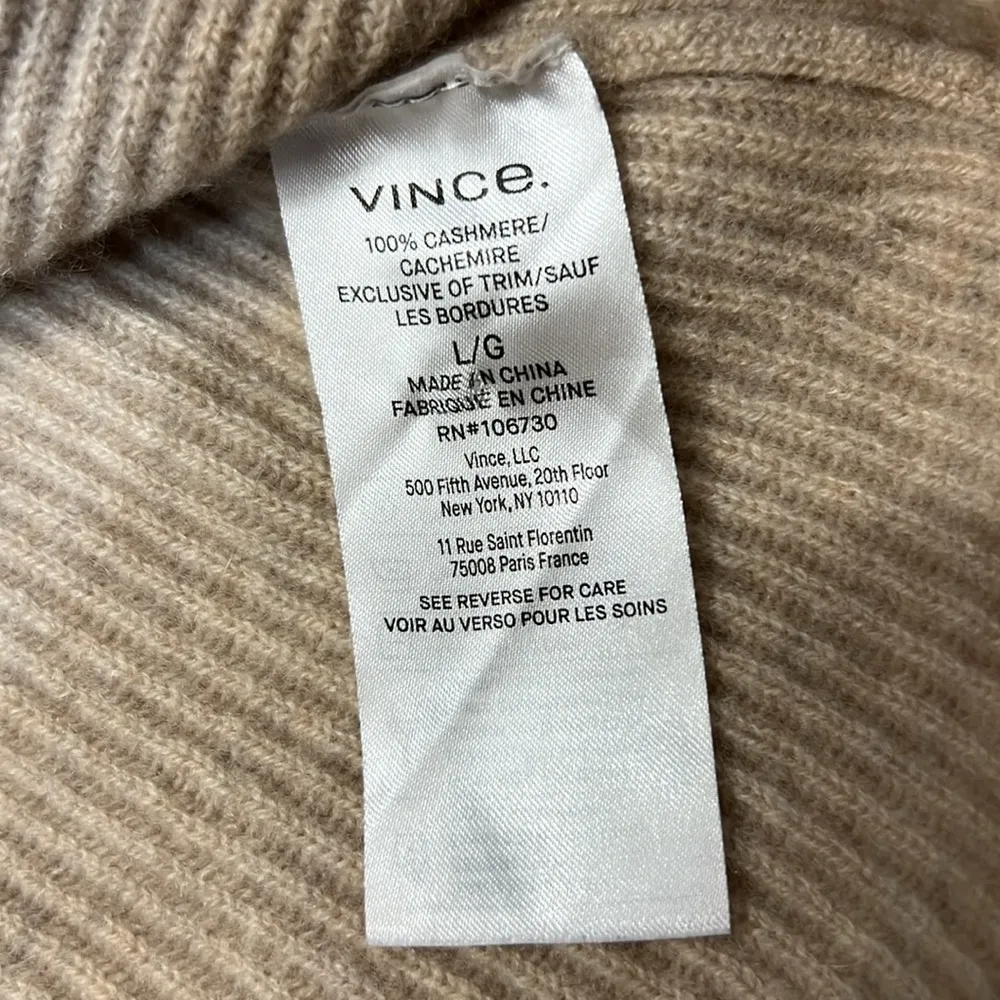 VINCe.
100% CASHMERE/
CACHEMIRE
EXCLUSIVE OF TRIM/SAUF
LES BORDURES
L/G
MADE IN CHINA
FABRIQUÉ EN CHINE
RN#106730
Vince, LLC
500 Fifth Avenue, 20th Floor
New York, NY 10110
11 Rue Saint Florentin
75008 Paris France
SEE REVERSE FOR CARE
VOIR AU VERSO POUR LES SOINS